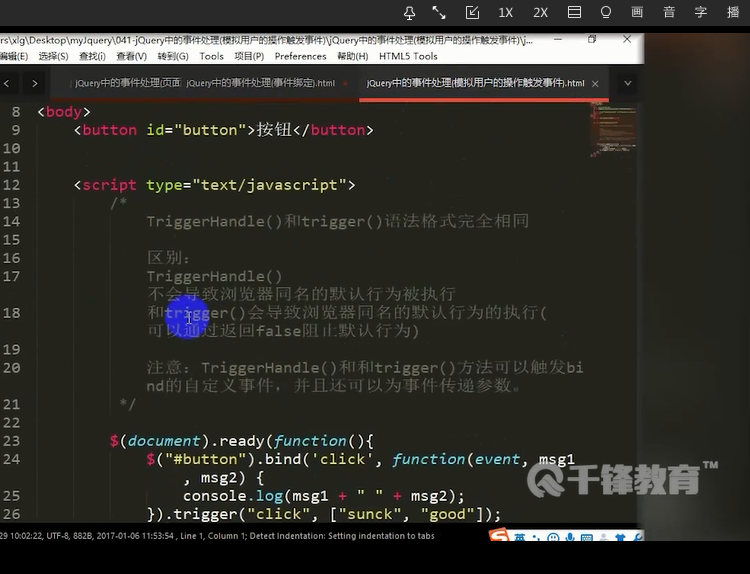 1X 2X 画 音 字 播
ers\xlg\Desktop\myJquery\041-jQuery中的事件处理(模拟用户的操作触发事件)\jQuery中的事件处理(模拟用户的操作触发事件)\j...
编辑(E) 选择(S) 查找(i) 查看(V) 转到(G) Tools 项目(P) Preferences 帮助(H) HTML5 Tools
jQuery中的事件处理(页面 jQuery中的事件处理(事件绑定).html jQuery中的事件处理(模拟用户的操作触发事件).html
8 <body>
9 <button id="button">按钮</button>
10
11
12 <script type="text/javascript">
13 /*
14 TriggerHandle()和trigger()语法格式完全相同
15
16 区别:
17 TriggerHandle()
不会导致浏览器同名的默认行为被执行
18 和trigger()会导致浏览器同名的默认行为的执行(
可以通过返回false阻止默认行为)
19
20 注意: TriggerHandle()和和trigger()方法可以触发bi
nd的自定义事件，并且还可以为事件传递参数。
21 */
22
23 $(document).ready(function(){
24 $("#button").bind('click', function(event, msg1
, msg2) {
25 console.log(msg1 + " " + msg2);
26 }).trigger("click", ["sunck", "good"]);
千锋教育™
29 10:02:22, UTF-8, 882B, 2017-01-06 11:53:54 , Line 1, Column 1; Detect Indentation: Setting indentation to tabs
英